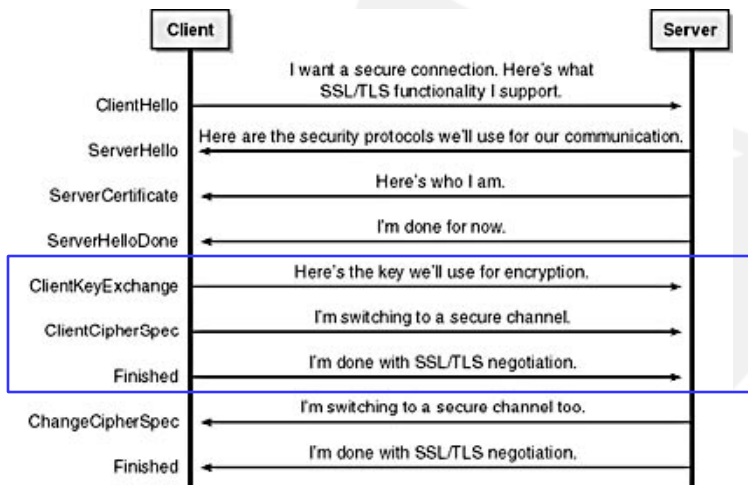 Client
Server
I want a secure connection. Here's what
SSL/TLS functionality I support.
ClientHello
Here are the security protocols we'll use for our communication.
ServerHello
Here's who I am.
ServerCertificate
I'm done for now.
ServerHelloDone
Here's the key we'll use for encryption.
ClientKeyExchange
I'm switching to a secure channel.
ClientCipherSpec
I'm done with SSL/TLS negotiation.
Finished
I'm switching to a secure channel too.
ChangeCipherSpec
I'm done with SSL/TLS negotiation.
Finished